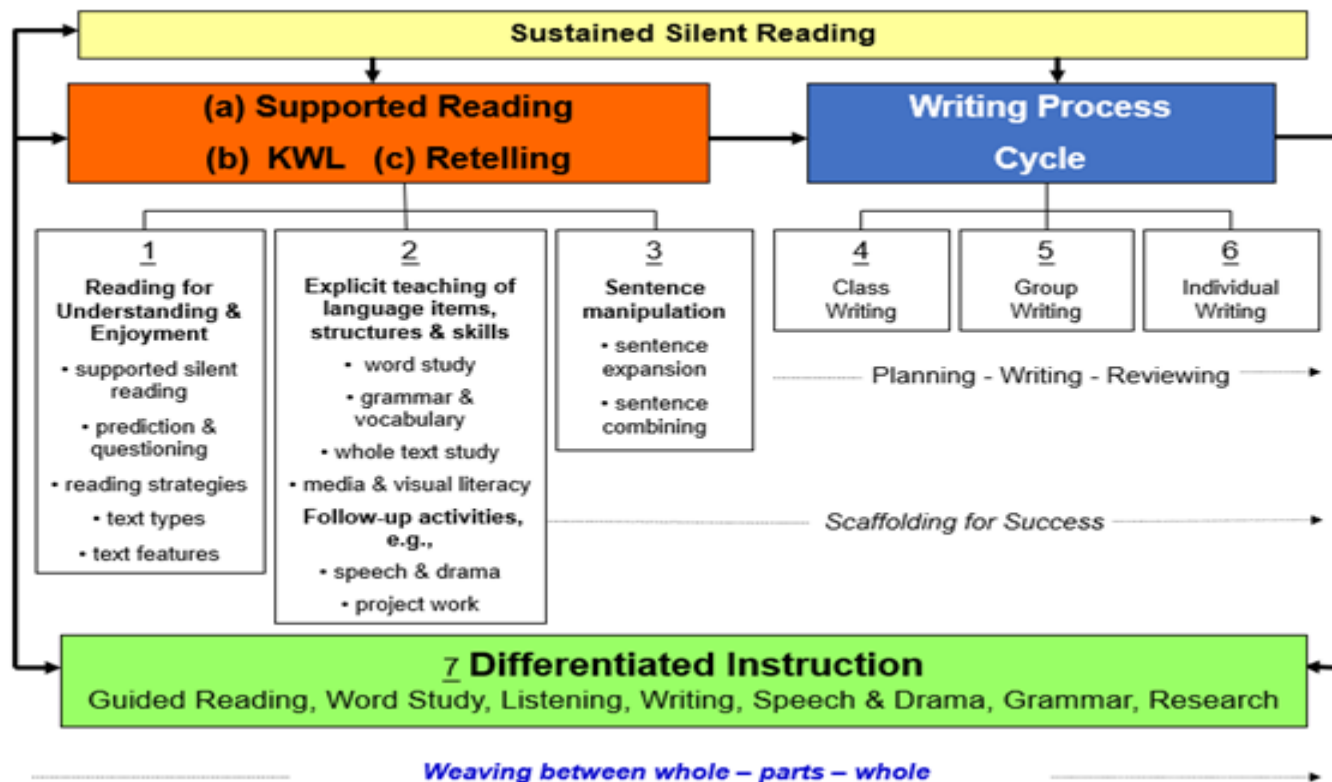 Sustained Silent Reading
(a) Supported Reading
(b) KWL (c) Retelling
Writing Process
Cycle
1
Reading for
Understanding &
Enjoyment
• supported silent
reading
• prediction &
questioning
• reading strategies
• text types
• text features
2
Explicit teaching of
language items,
structures & skills
• word study
• grammar &
vocabulary
• whole text study
• media & visual literacy
Follow-up activities,
e.g.,
• speech & drama
• project work
3
Sentence
manipulation
• sentence
expansion
• sentence
combining
4
Class
Writing
5
Group
Writing
6
Individual
Writing
Planning - Writing - Reviewing
Scaffolding for Success
7 Differentiated Instruction
Guided Reading, Word Study, Listening, Writing, Speech & Drama, Grammar, Research
Weaving between whole – parts – whole